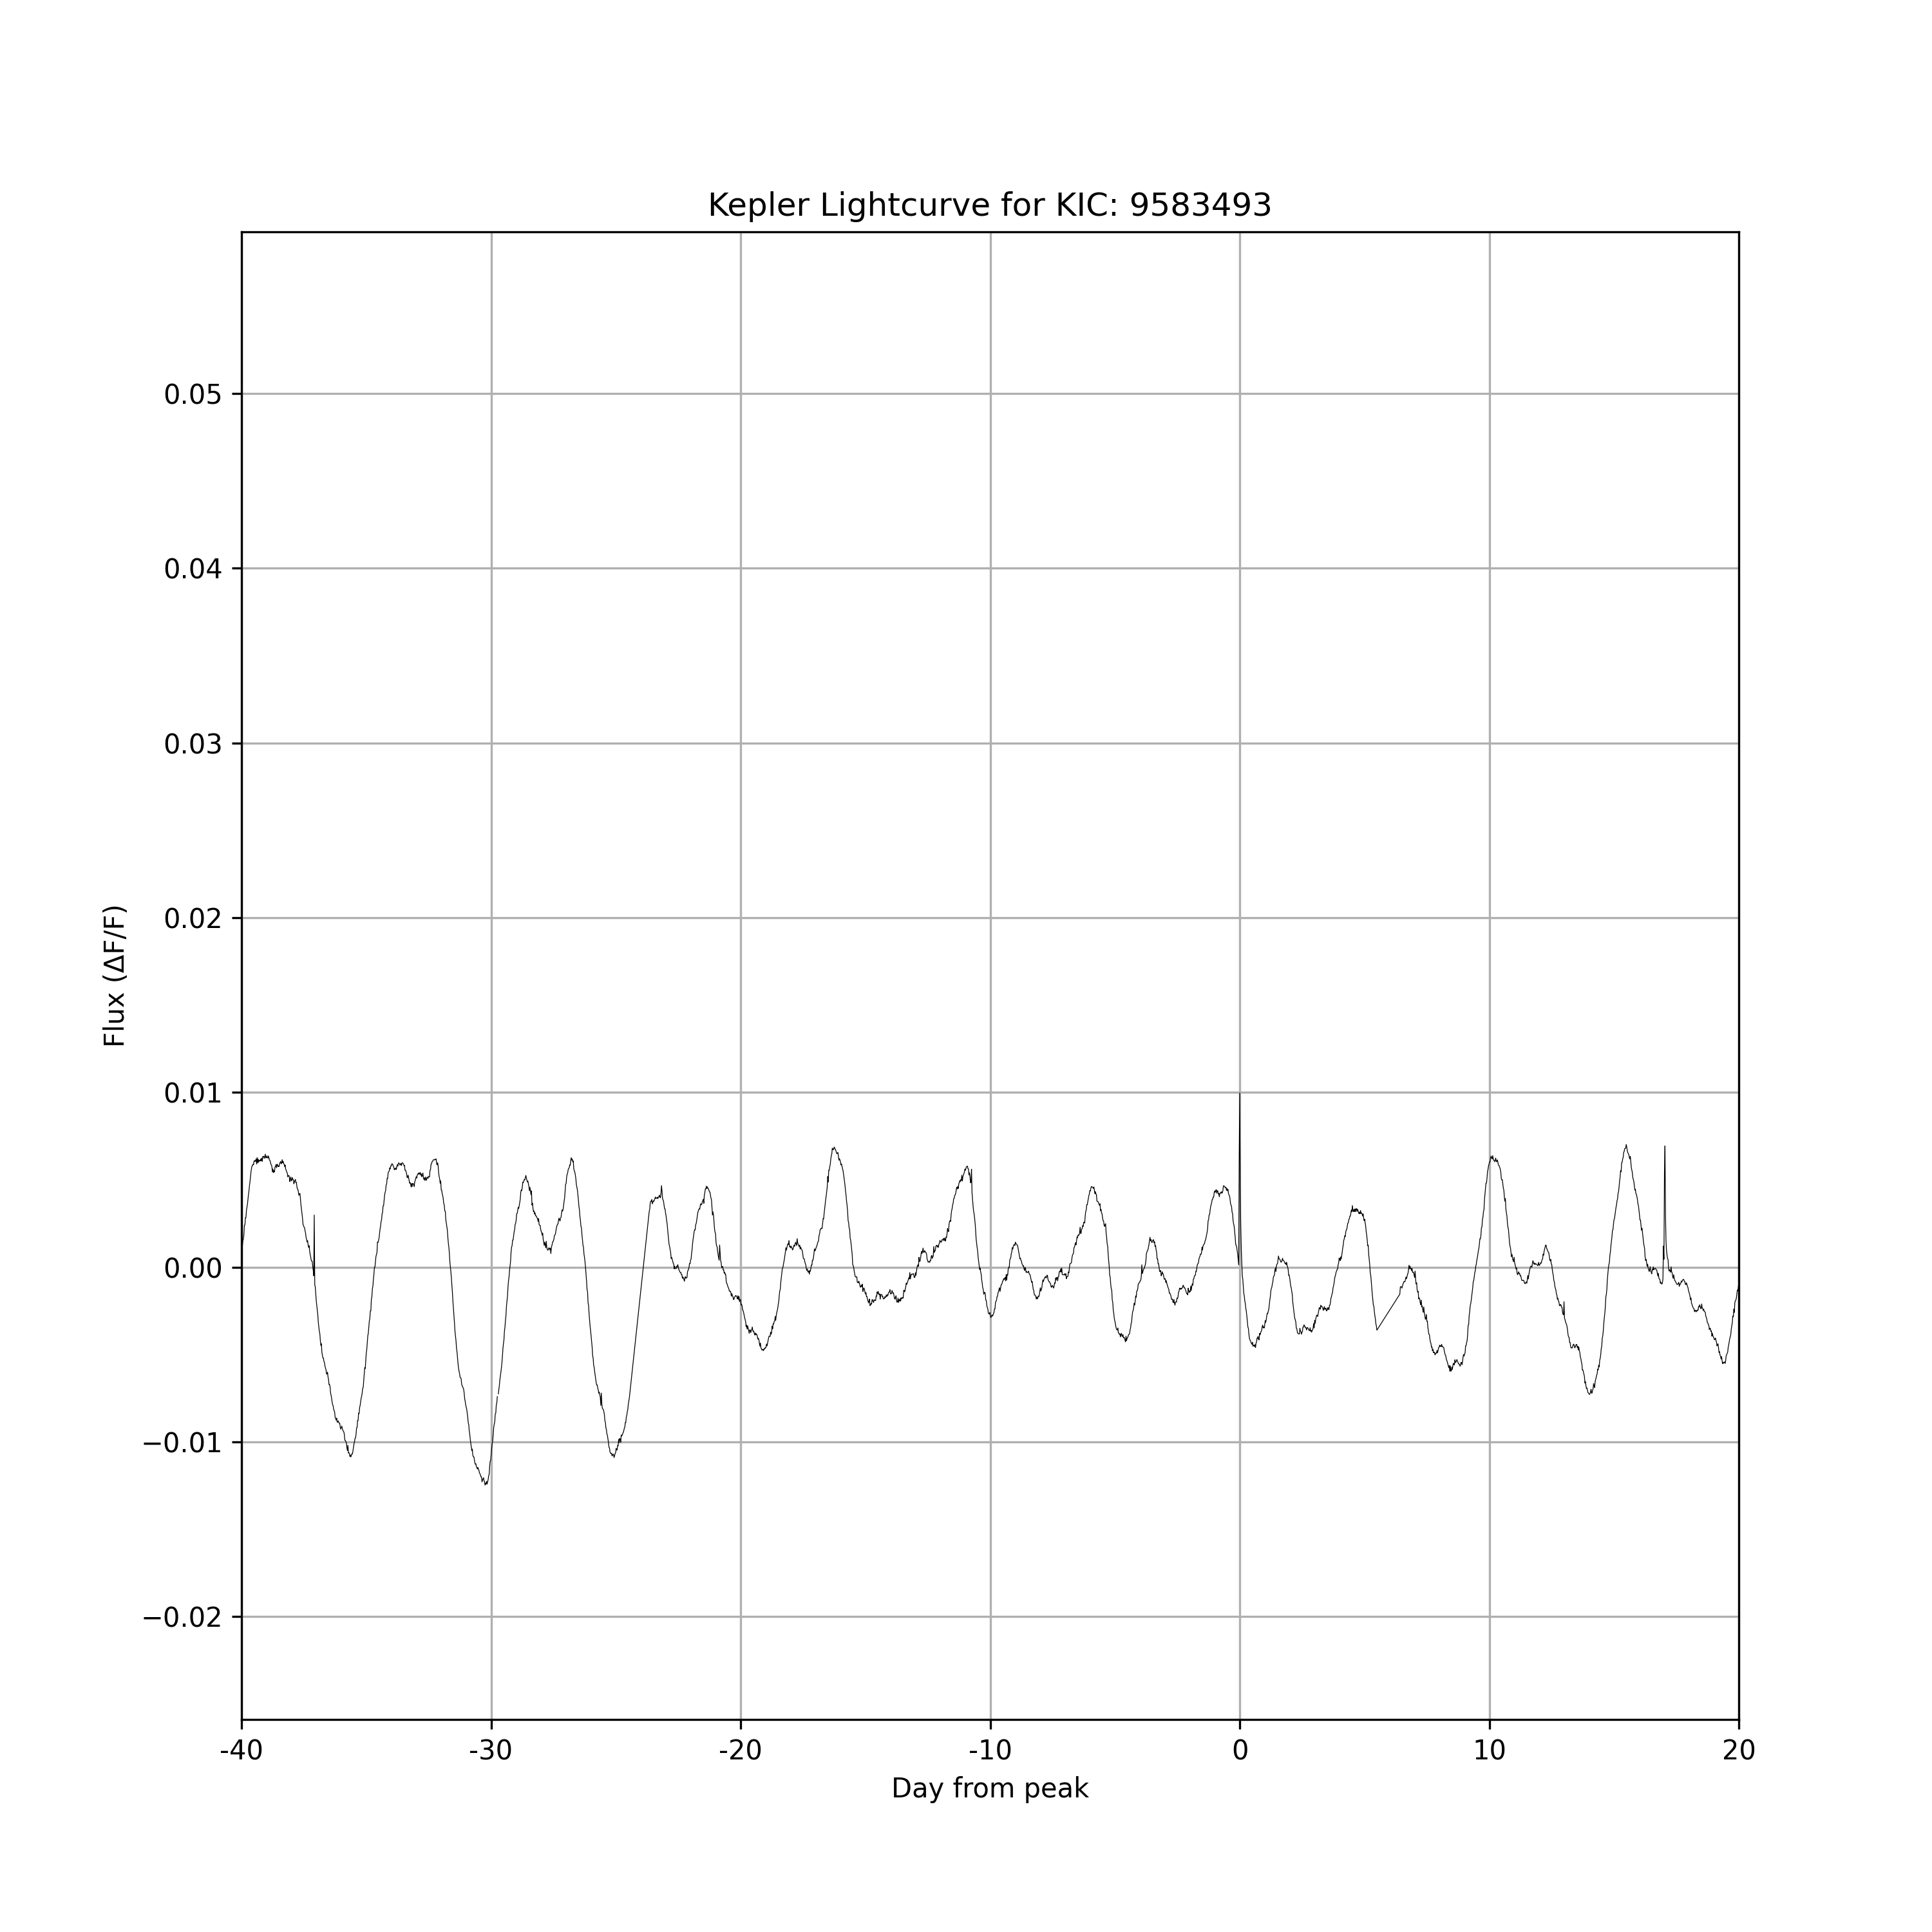 Kepler Lightcurve for KIC: 9583493
Flux (ΔF/F)
0.05
0.04
0.03
0.02
0.01
0.00
−0.01
−0.02
-40 -30 -20 -10 0 10 20
Day from peak